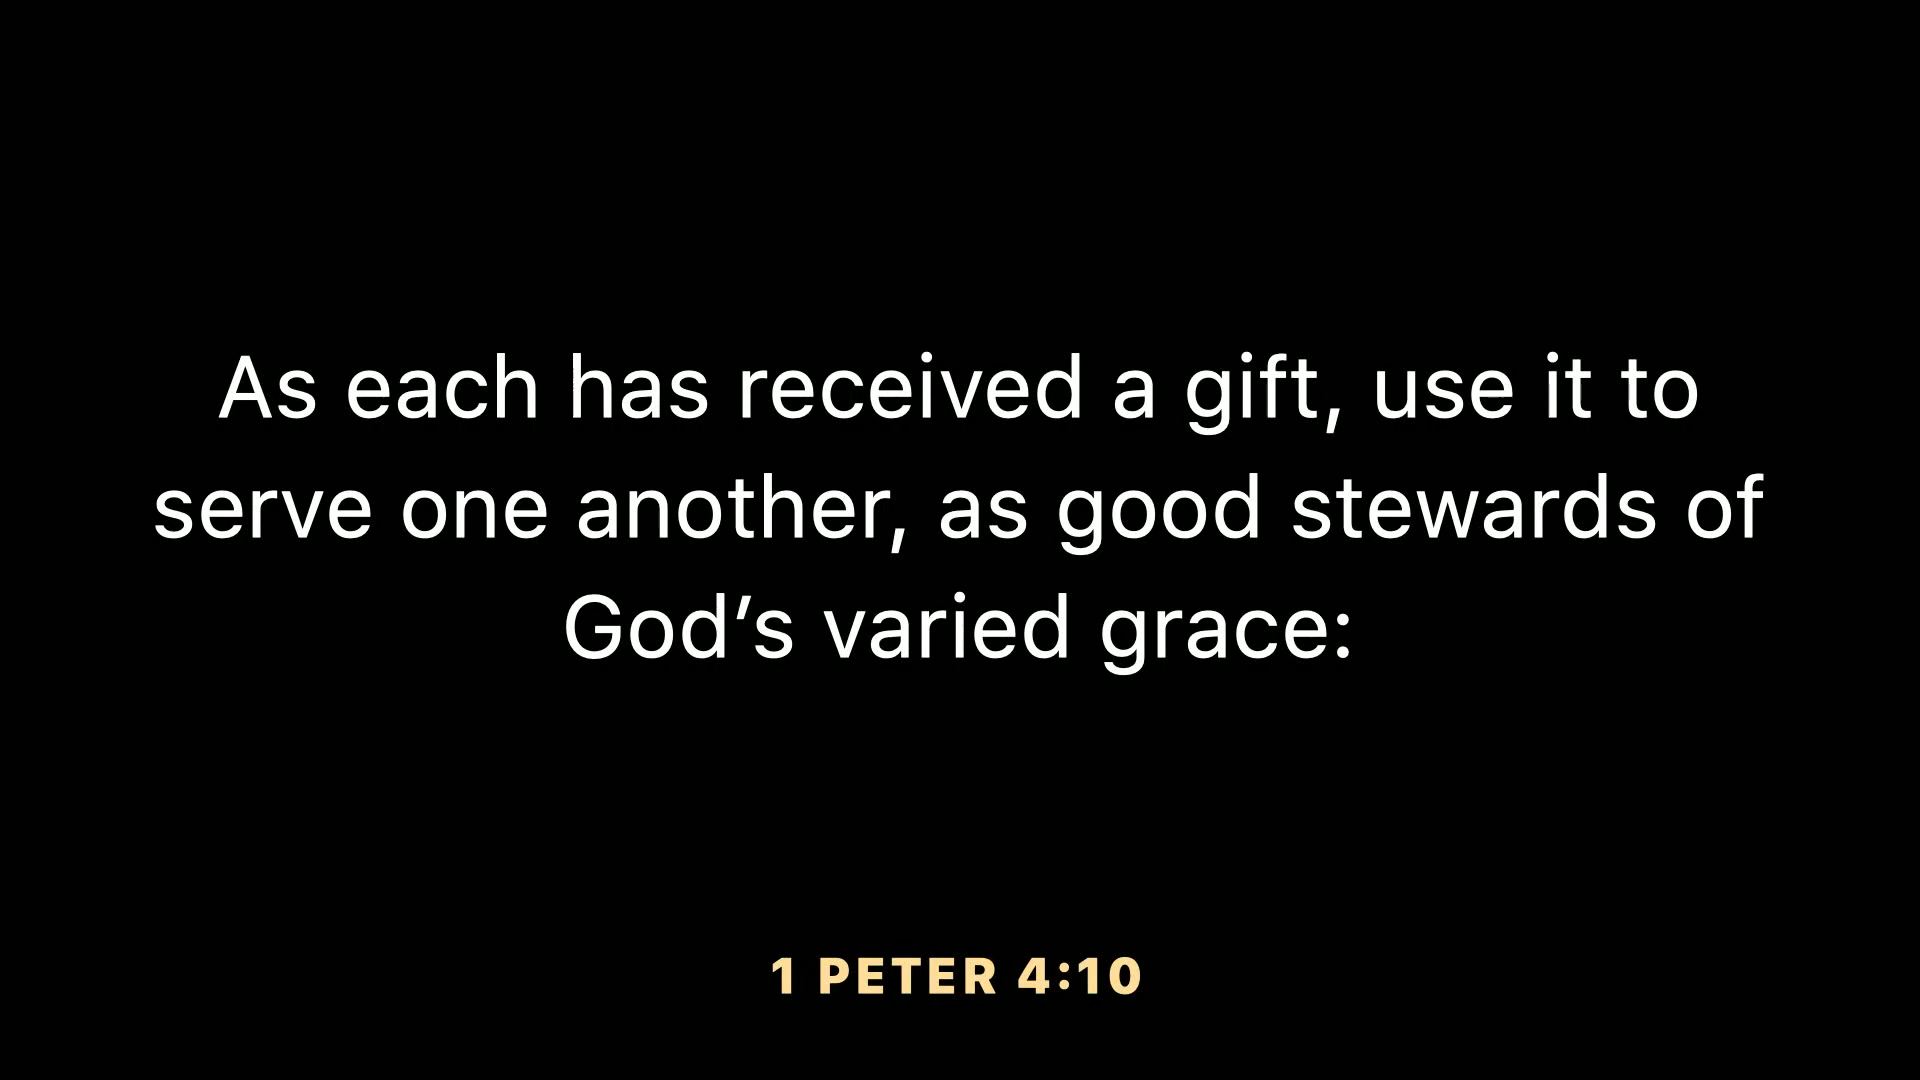 As each has received a gift, use it to
serve one another, as good stewards of
God’s varied grace:
1 PETER 4:10